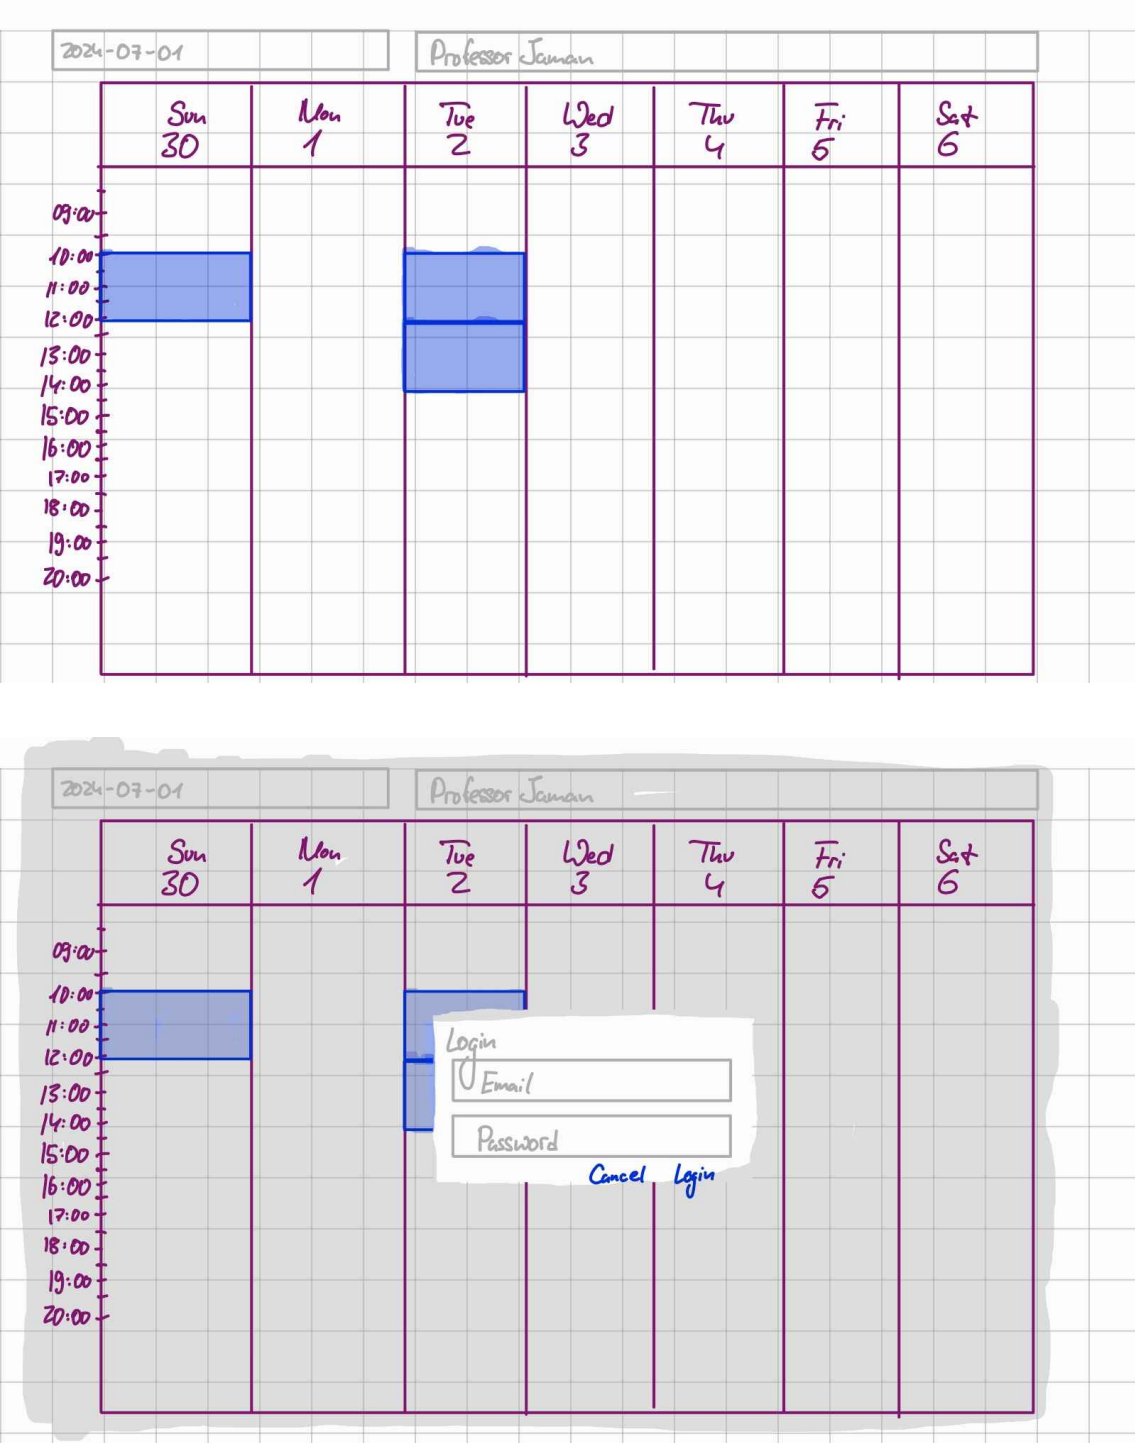 2024-07-01 Professor Jaman
Sun Mon Tue Wed Thu Fri Sat
30 1 2 3 4 5 6
09:00
10:00
11:00
12:00
13:00
14:00
15:00
16:00
17:00
18:00
19:00
20:00
2024-07-01 Professor Jaman
Sun Mon Tue Wed Thu Fri Sat
30 1 2 3 4 5 6
09:00
10:00
11:00
Login
12:00
Email
13:00
14:00
Password
15:00
Cancel Login
16:00
17:00
18:00
19:00
20:00